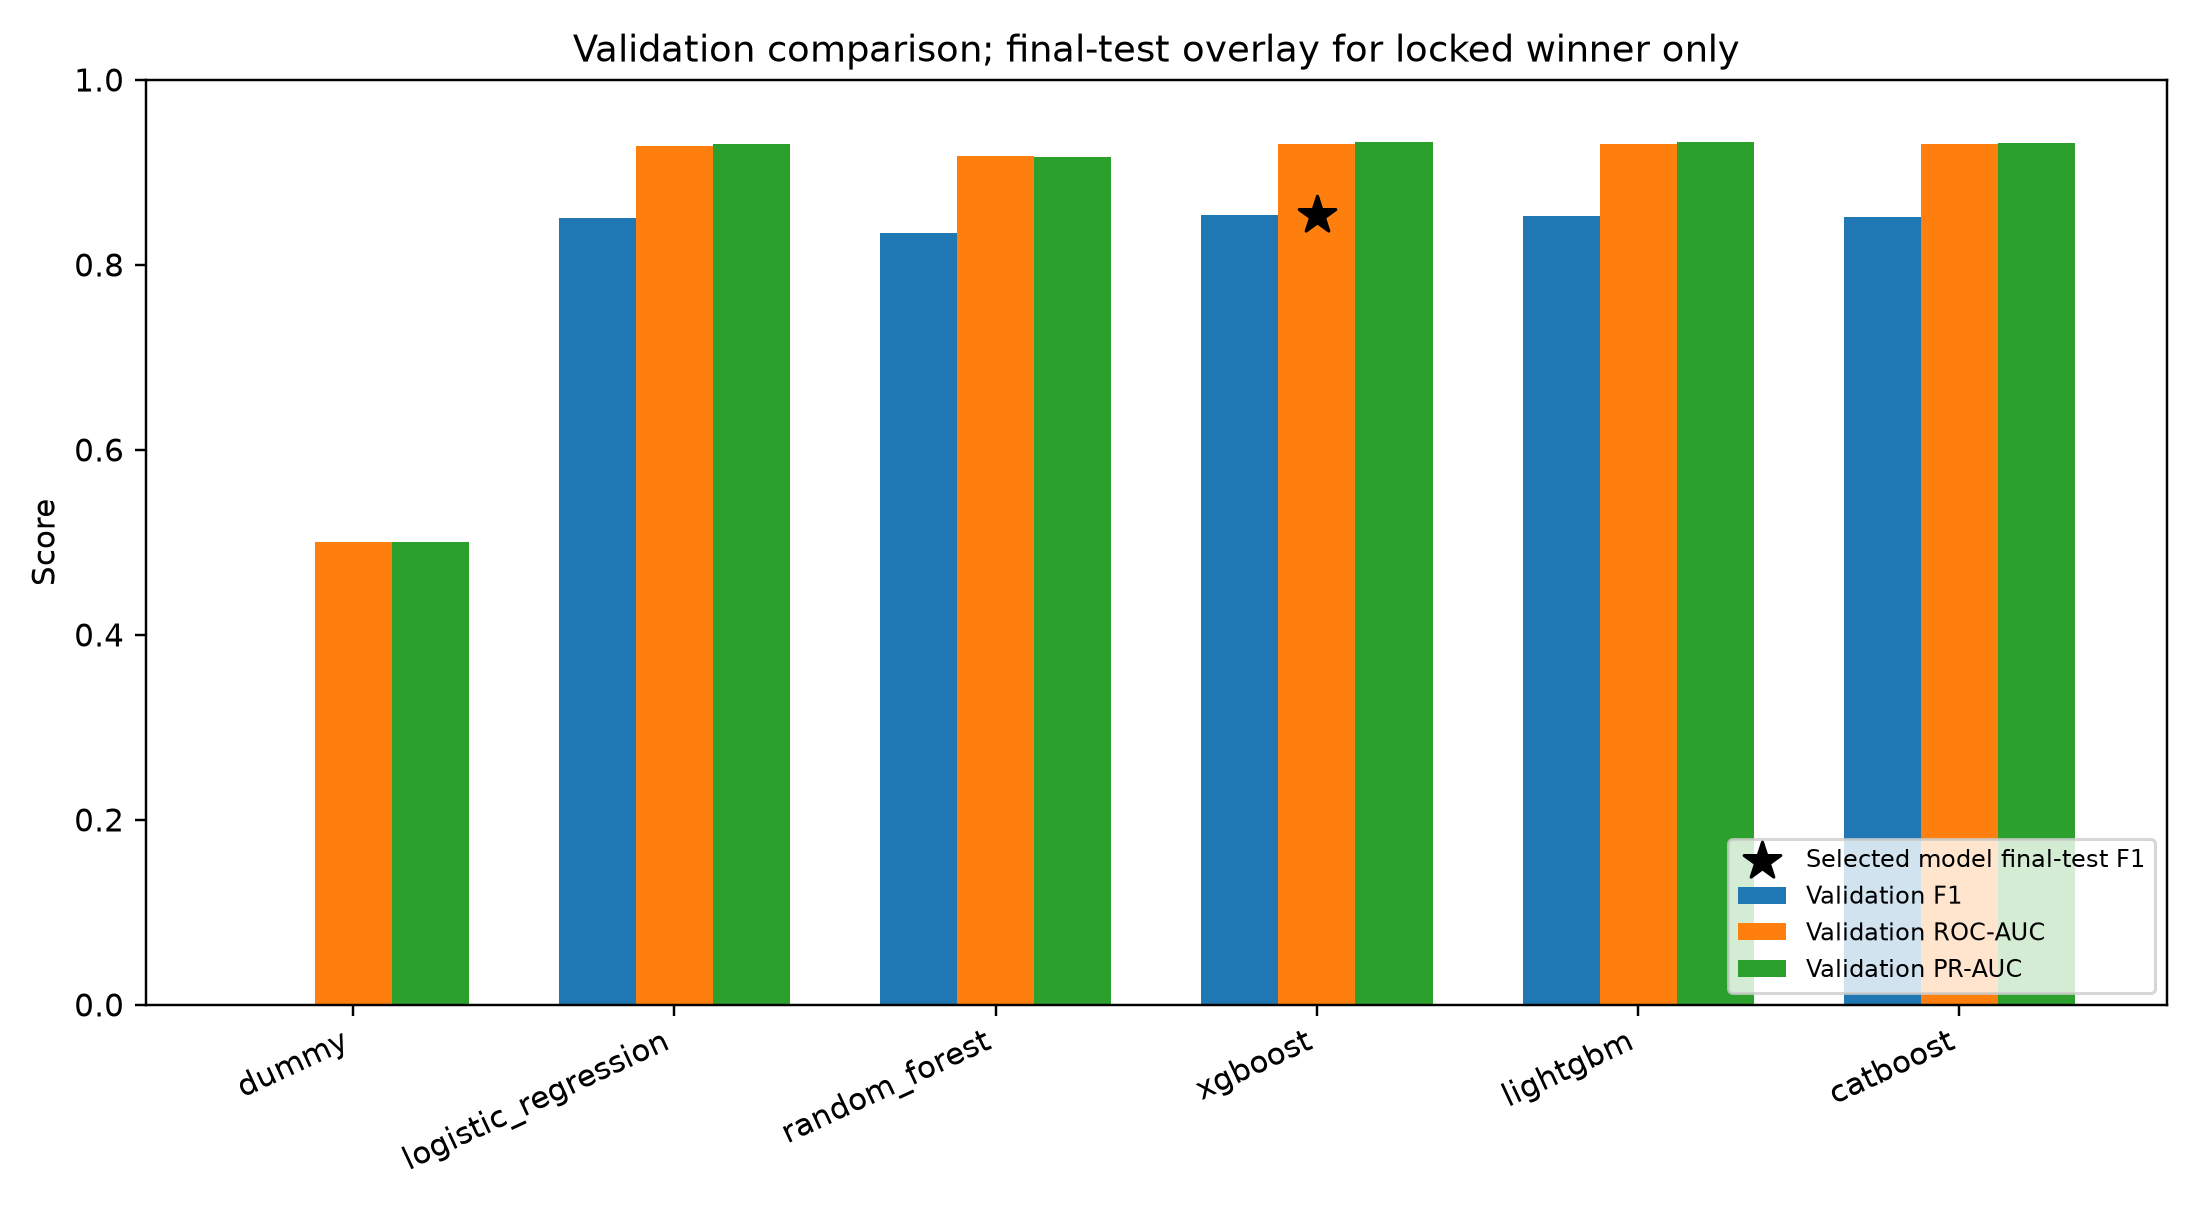 Validation comparison; final-test overlay for locked winner only
1.0
0.8
0.6
0.4
0.2
0.0
Score
Selected model final-test F1
Validation F1
Validation ROC-AUC
Validation PR-AUC
dummy
logistic_regression
random_forest
xgboost
lightgbm
catboost